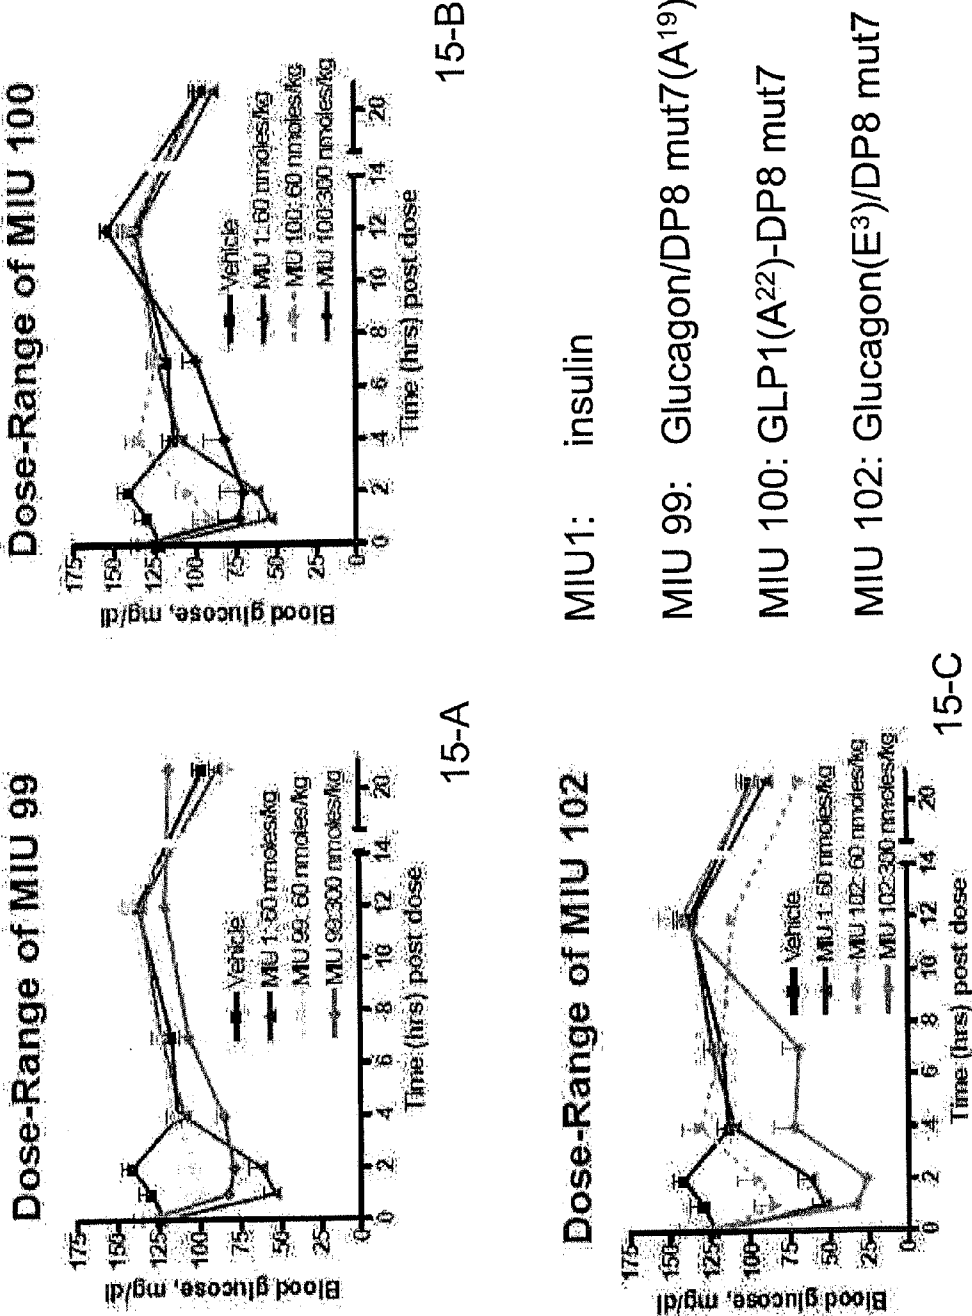 Dose-Range of MIU 99
Blood glucose, mg/dl
175
150
125
100
75
50
25
0
0
2
4
6
8
10
12
14
20
Time (hrs) post dose
Vehicle
MIU 1: 60 nmoles/kg
MIU 99: 60 nmoles/kg
MIU 99:300 nmoles/kg
15-A
Dose-Range of MIU 100
Blood glucose, mg/dl
175
150
125
100
75
50
25
0
0
2
4
6
8
10
12
14
20
Time (hrs) post dose
Vehicle
MIU 1: 60 nmoles/kg
MIU 100: 60 nmoles/kg
MIU 100:300 nmoles/kg
15-B
Dose-Range of MIU 102
Blood glucose, mg/dl
175
150
125
100
75
50
25
0
0
2
4
6
8
10
12
14
20
Time (hrs) post dose
Vehicle
MIU 1: 60 nmoles/kg
MIU 102: 60 nmoles/kg
MIU 102:300 nmoles/kg
15-C
MIU1: insulin
MIU 99: Glucagon/DP8 mut7(A¹⁹)
MIU 100: GLP1(A²²)-DP8 mut7
MIU 102: Glucagon(E³)/DP8 mut7